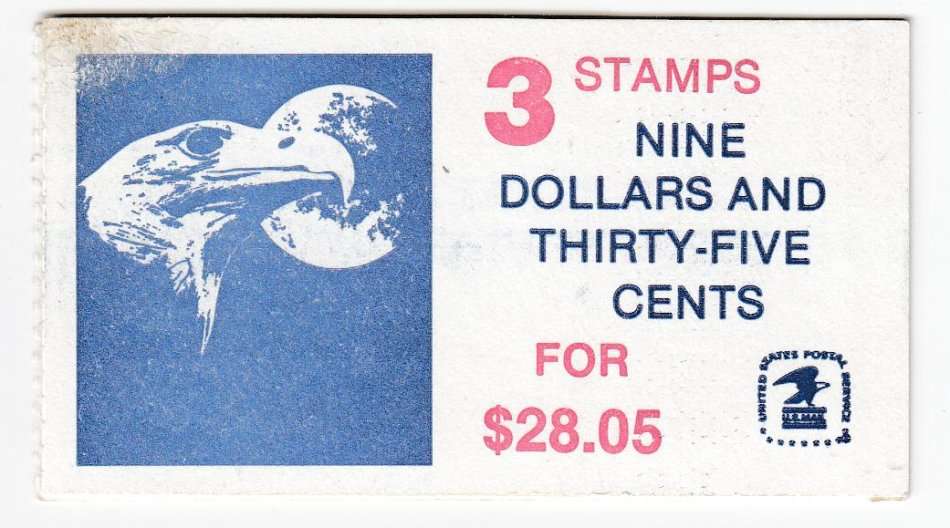 3 STAMPS
NINE
DOLLARS AND
THIRTY-FIVE
CENTS
FOR
$28.05
UNITED STATES POSTAL SERVICE
U.S.MAIL